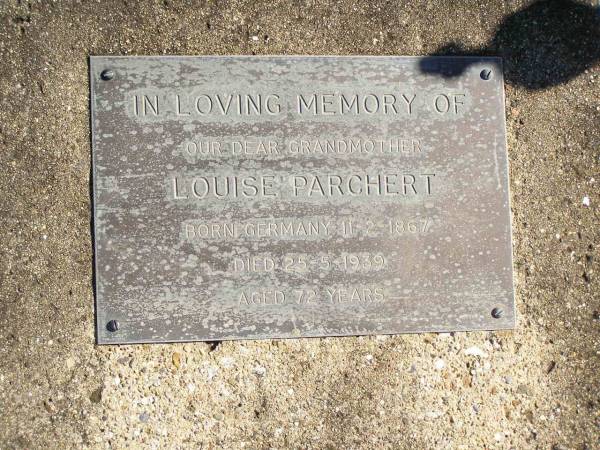 IN LOVING MEMORY OF
OUR DEAR GRANDMOTHER
LOUISE PARCHERT
BORN GERMANY 11-2-1867
DIED 25-5-1939
AGED 72 YEARS